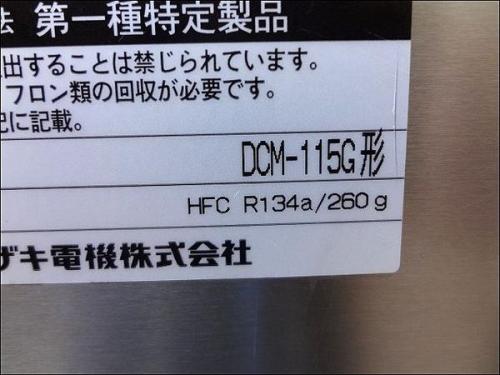 法 第一種特定製品
出することは禁じられています。
フロン類の回収が必要です。
記に記載。
DCM-115G形
HFC R134a/260g
ザキ電機株式会社